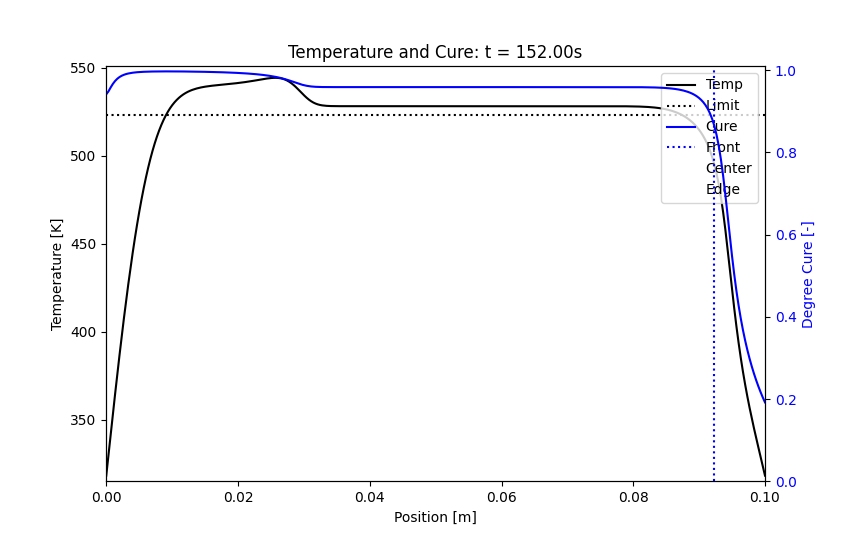 Temperature and Cure: t = 152.00s
550
500
450
400
350
Temperature [K]
1.0
0.8
0.6
0.4
0.2
0.0
Degree Cure [-]
Temp
Limit
Cure
Front
Center
Edge
0.00
0.02
0.04
0.06
0.08
0.10
Position [m]